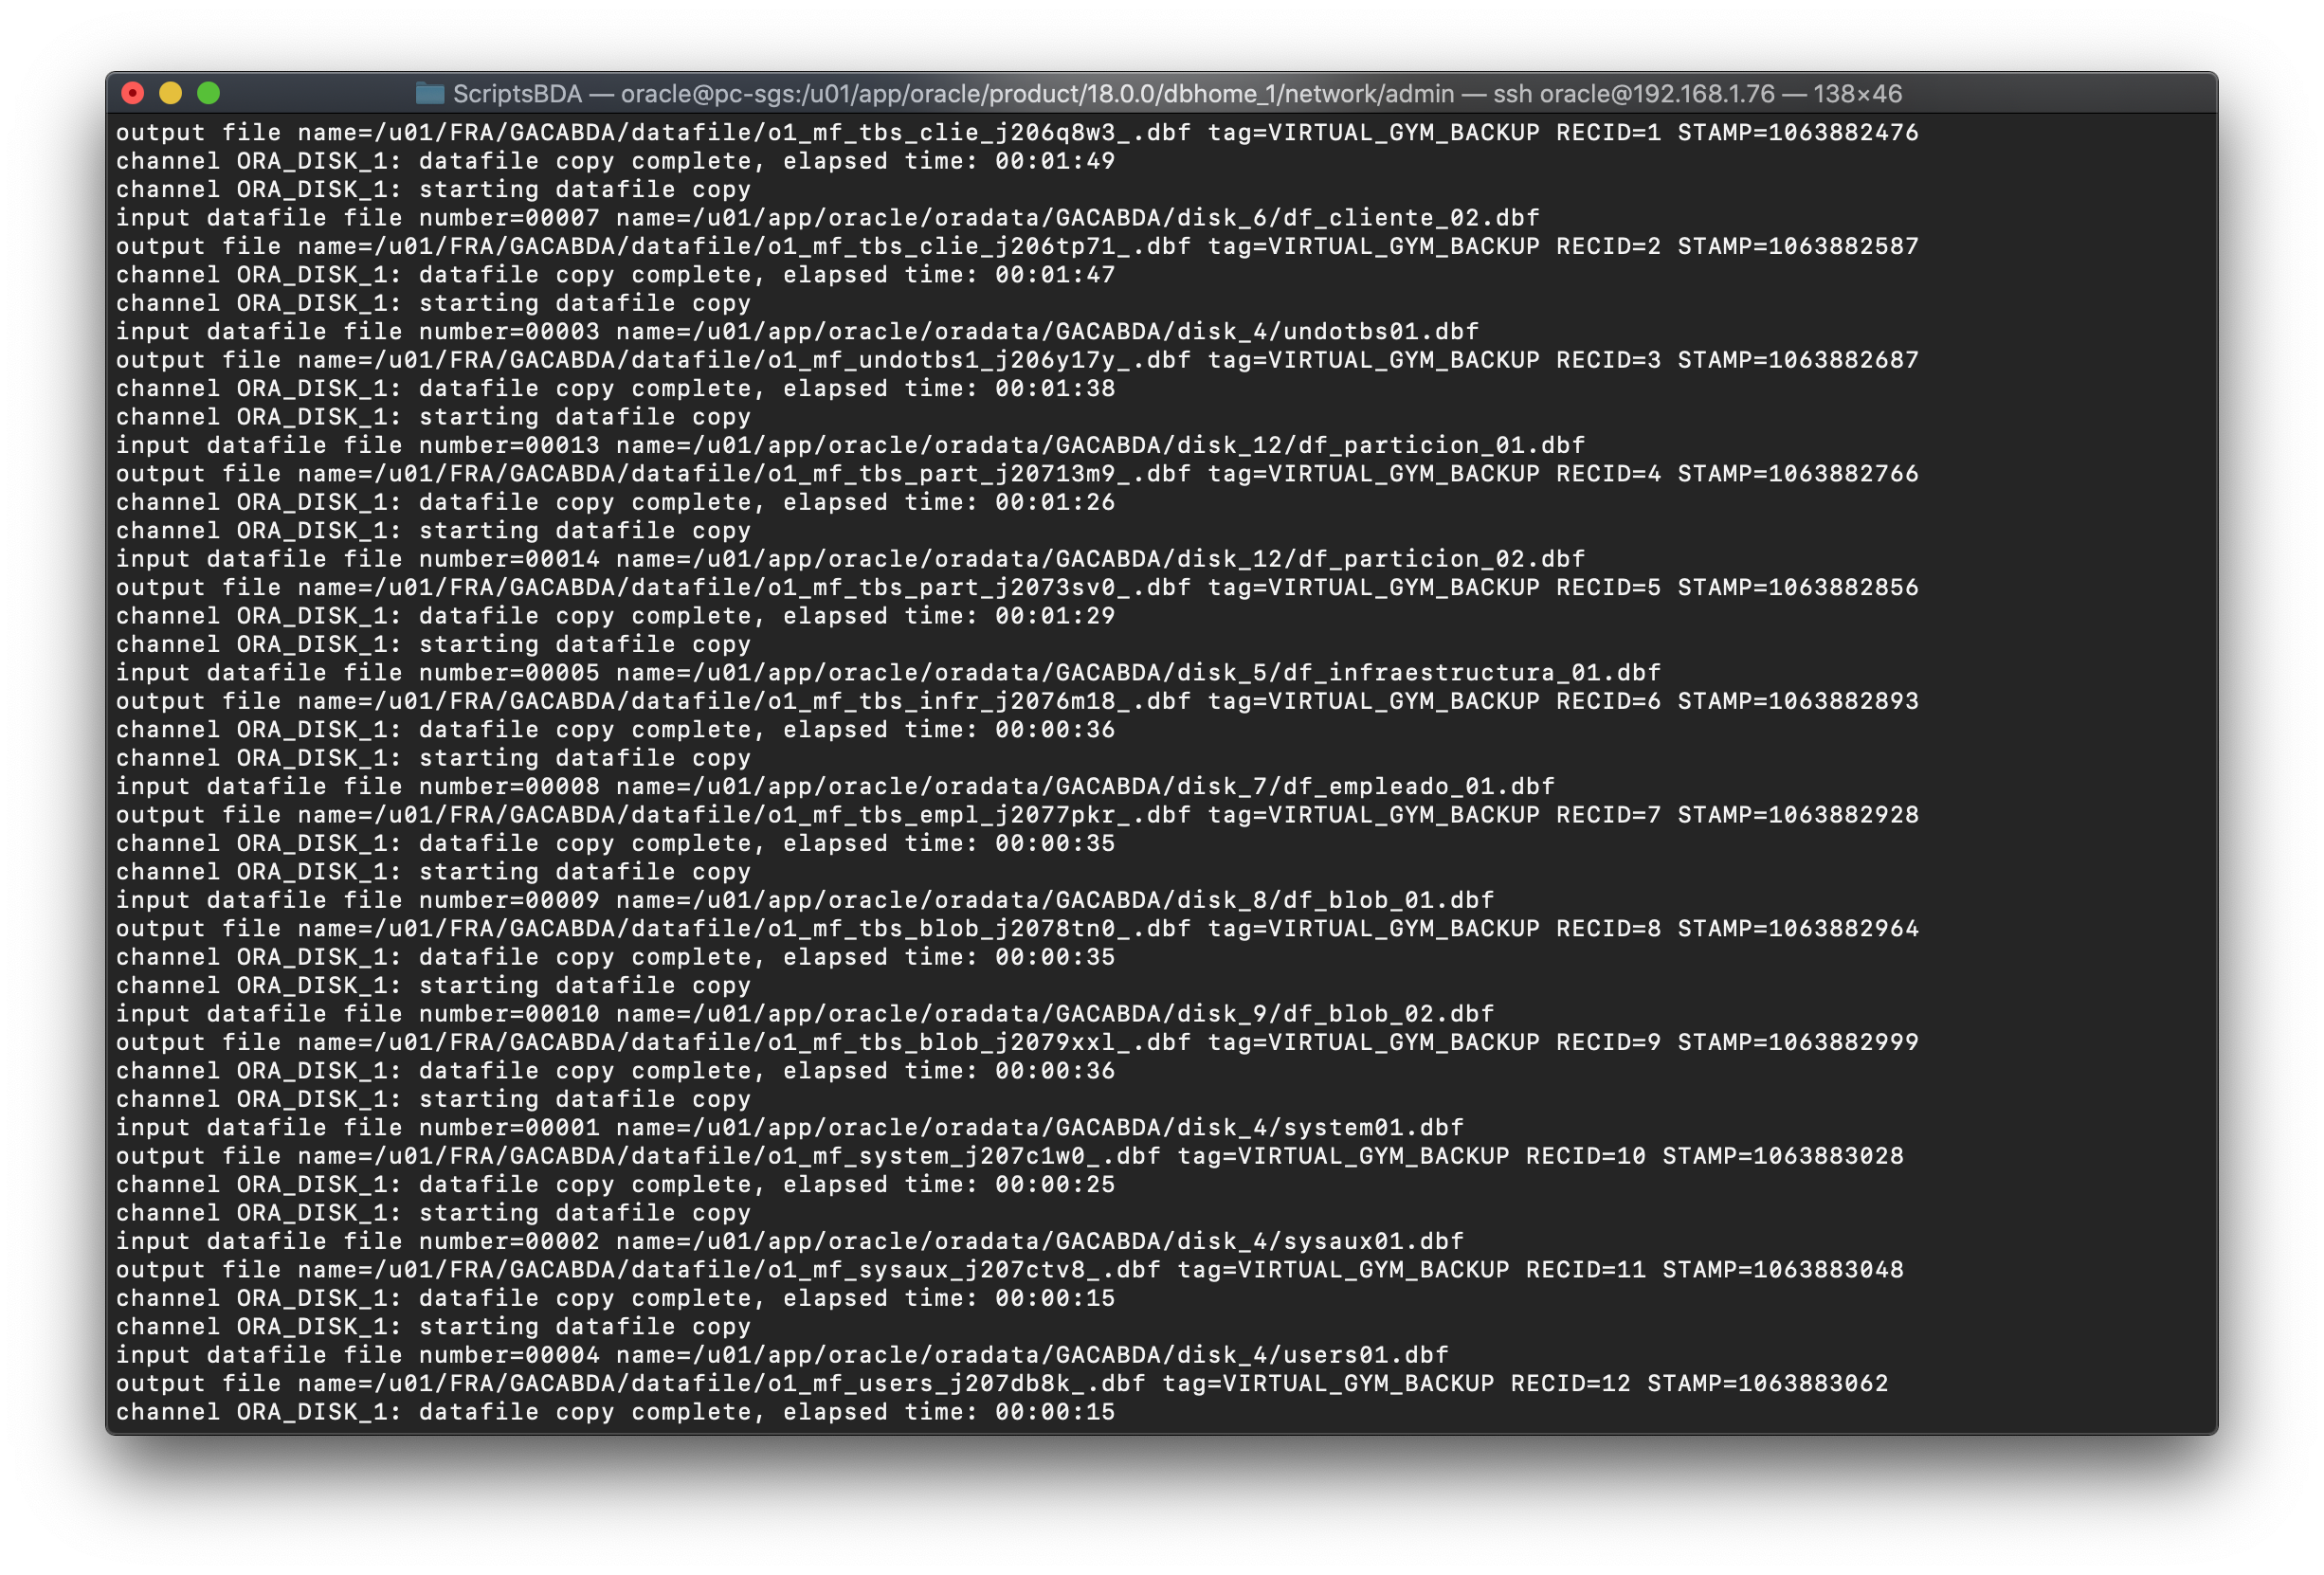 ScriptsBDA — oracle@pc-sgs:/u01/app/oracle/product/18.0.0/dbhome_1/network/admin — ssh oracle@192.168.1.76 — 138×46
output file name=/u01/FRA/GACABDA/datafile/o1_mf_tbs_clie_j206q8w3_.dbf tag=VIRTUAL_GYM_BACKUP RECID=1 STAMP=1063882476
channel ORA_DISK_1: datafile copy complete, elapsed time: 00:01:49
channel ORA_DISK_1: starting datafile copy
input datafile file number=00007 name=/u01/app/oracle/oradata/GACABDA/disk_6/df_cliente_02.dbf
output file name=/u01/FRA/GACABDA/datafile/o1_mf_tbs_clie_j206tp71_.dbf tag=VIRTUAL_GYM_BACKUP RECID=2 STAMP=1063882587
channel ORA_DISK_1: datafile copy complete, elapsed time: 00:01:47
channel ORA_DISK_1: starting datafile copy
input datafile file number=00003 name=/u01/app/oracle/oradata/GACABDA/disk_4/undotbs01.dbf
output file name=/u01/FRA/GACABDA/datafile/o1_mf_undotbs1_j206y17y_.dbf tag=VIRTUAL_GYM_BACKUP RECID=3 STAMP=1063882687
channel ORA_DISK_1: datafile copy complete, elapsed time: 00:01:38
channel ORA_DISK_1: starting datafile copy
input datafile file number=00013 name=/u01/app/oracle/oradata/GACABDA/disk_12/df_particion_01.dbf
output file name=/u01/FRA/GACABDA/datafile/o1_mf_tbs_part_j20713m9_.dbf tag=VIRTUAL_GYM_BACKUP RECID=4 STAMP=1063882766
channel ORA_DISK_1: datafile copy complete, elapsed time: 00:01:26
channel ORA_DISK_1: starting datafile copy
input datafile file number=00014 name=/u01/app/oracle/oradata/GACABDA/disk_12/df_particion_02.dbf
output file name=/u01/FRA/GACABDA/datafile/o1_mf_tbs_part_j2073sv0_.dbf tag=VIRTUAL_GYM_BACKUP RECID=5 STAMP=1063882856
channel ORA_DISK_1: datafile copy complete, elapsed time: 00:01:29
channel ORA_DISK_1: starting datafile copy
input datafile file number=00005 name=/u01/app/oracle/oradata/GACABDA/disk_5/df_infraestructura_01.dbf
output file name=/u01/FRA/GACABDA/datafile/o1_mf_tbs_infr_j2076m18_.dbf tag=VIRTUAL_GYM_BACKUP RECID=6 STAMP=1063882893
channel ORA_DISK_1: datafile copy complete, elapsed time: 00:00:36
channel ORA_DISK_1: starting datafile copy
input datafile file number=00008 name=/u01/app/oracle/oradata/GACABDA/disk_7/df_empleado_01.dbf
output file name=/u01/FRA/GACABDA/datafile/o1_mf_tbs_empl_j2077pkr_.dbf tag=VIRTUAL_GYM_BACKUP RECID=7 STAMP=1063882928
channel ORA_DISK_1: datafile copy complete, elapsed time: 00:00:35
channel ORA_DISK_1: starting datafile copy
input datafile file number=00009 name=/u01/app/oracle/oradata/GACABDA/disk_8/df_blob_01.dbf
output file name=/u01/FRA/GACABDA/datafile/o1_mf_tbs_blob_j2078tn0_.dbf tag=VIRTUAL_GYM_BACKUP RECID=8 STAMP=1063882964
channel ORA_DISK_1: datafile copy complete, elapsed time: 00:00:35
channel ORA_DISK_1: starting datafile copy
input datafile file number=00010 name=/u01/app/oracle/oradata/GACABDA/disk_9/df_blob_02.dbf
output file name=/u01/FRA/GACABDA/datafile/o1_mf_tbs_blob_j2079xxl_.dbf tag=VIRTUAL_GYM_BACKUP RECID=9 STAMP=1063882999
channel ORA_DISK_1: datafile copy complete, elapsed time: 00:00:36
channel ORA_DISK_1: starting datafile copy
input datafile file number=00001 name=/u01/app/oracle/oradata/GACABDA/disk_4/system01.dbf
output file name=/u01/FRA/GACABDA/datafile/o1_mf_system_j207c1w0_.dbf tag=VIRTUAL_GYM_BACKUP RECID=10 STAMP=1063883028
channel ORA_DISK_1: datafile copy complete, elapsed time: 00:00:25
channel ORA_DISK_1: starting datafile copy
input datafile file number=00002 name=/u01/app/oracle/oradata/GACABDA/disk_4/sysaux01.dbf
output file name=/u01/FRA/GACABDA/datafile/o1_mf_sysaux_j207ctv8_.dbf tag=VIRTUAL_GYM_BACKUP RECID=11 STAMP=1063883048
channel ORA_DISK_1: datafile copy complete, elapsed time: 00:00:15
channel ORA_DISK_1: starting datafile copy
input datafile file number=00004 name=/u01/app/oracle/oradata/GACABDA/disk_4/users01.dbf
output file name=/u01/FRA/GACABDA/datafile/o1_mf_users_j207db8k_.dbf tag=VIRTUAL_GYM_BACKUP RECID=12 STAMP=1063883062
channel ORA_DISK_1: datafile copy complete, elapsed time: 00:00:15